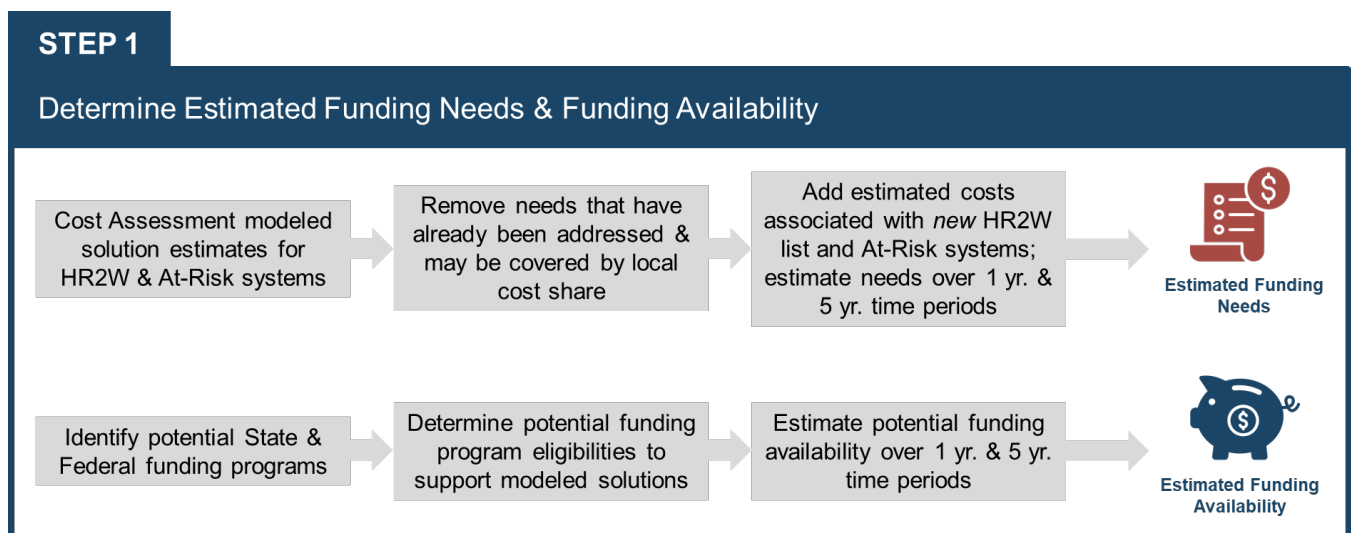 STEP 1
Determine Estimated Funding Needs & Funding Availability
Cost Assessment modeled
solution estimates for
HR2W & At-Risk systems
Remove needs that have
already been addressed &
may be covered by local
cost share
Add estimated costs
associated with new HR2W
list and At-Risk systems;
estimate needs over 1 yr. &
5 yr. time periods
$
Estimated Funding
Needs
Identify potential State &
Federal funding programs
Determine potential funding
program eligibilities to
support modeled solutions
Estimate potential funding
availability over 1 yr. & 5 yr.
time periods
$
Estimated Funding
Availability